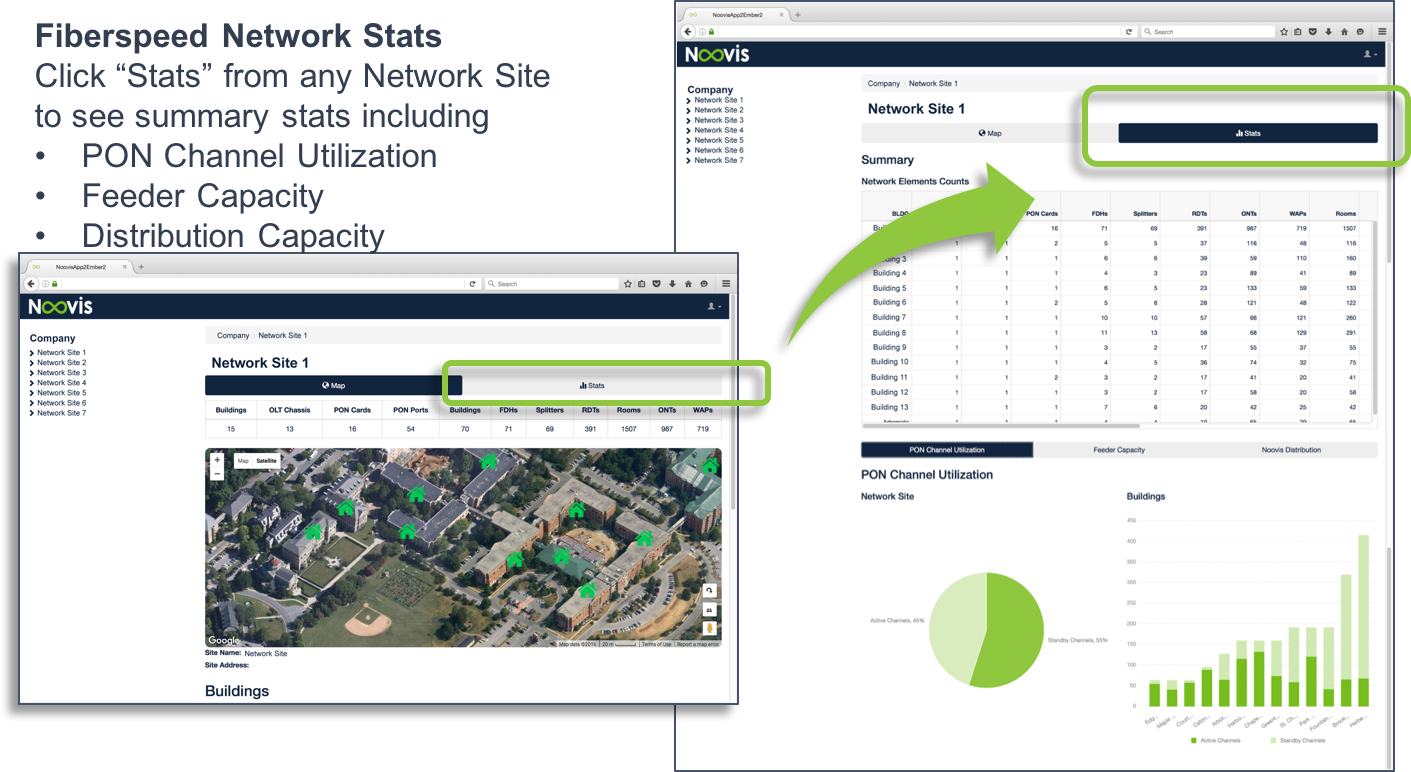 Fiberspeed Network Stats
Click “Stats” from any Network Site
to see summary stats including
• PON Channel Utilization
• Feeder Capacity
• Distribution Capacity
NoovisApp2Ember2
Search
Noovis
Company
Network Site 1
Network Site 2
Network Site 3
Network Site 4
Network Site 5
Network Site 6
Network Site 7
Company Network Site 1
Network Site 1
Map Stats
Buildings OLT Chassis PON Cards PON Ports Buildings FDHs Splitters RDTs Rooms ONTs WAPs
15 13 16 54 70 71 69 391 1507 987 719
Map Satellite
Google
Map data ©2016 20 m Terms of Use Report a map error
Site Name: Network Site
Site Address:
Buildings
NoovisApp2Ember2
Search
Noovis
Company
Network Site 1
Network Site 2
Network Site 3
Network Site 4
Network Site 5
Network Site 6
Network Site 7
Company Network Site 1
Network Site 1
Map Stats
Summary
Network Elements Counts
BLDG PON Cards FDHs Splitters RDTs ONTs WAPs Rooms
16 71 69 391 987 719 1507
1 1 2 5 5 37 116 48 116
3 1 1 6 6 39 59 110 160
Building 4 1 1 1 4 3 23 89 41 89
Building 5 1 1 1 6 5 23 133 59 133
Building 6 1 1 2 5 6 28 121 48 122
Building 7 1 1 1 10 10 57 66 121 260
Building 8 1 1 1 11 13 58 68 129 291
Building 9 1 1 1 3 2 17 55 37 55
Building 10 1 1 1 4 5 36 74 32 75
Building 11 1 1 2 3 2 17 41 20 41
Building 12 1 1 1 3 2 17 58 20 58
Building 13 1 1 1 7 6 20 42 25 42
PON Channel Utilization Feeder Capacity Noovis Distribution
PON Channel Utilization
Network Site Buildings
Active Channels, 45%
Standby Channels, 55%
450
400
350
300
250
200
150
100
50
0
Edg... Maple ... Court... Caton... Arbor... Harbo... Chape... Greent... St. Ch... Park ... Fountain... Brook... Herbe...
Active Channels Standby Channels